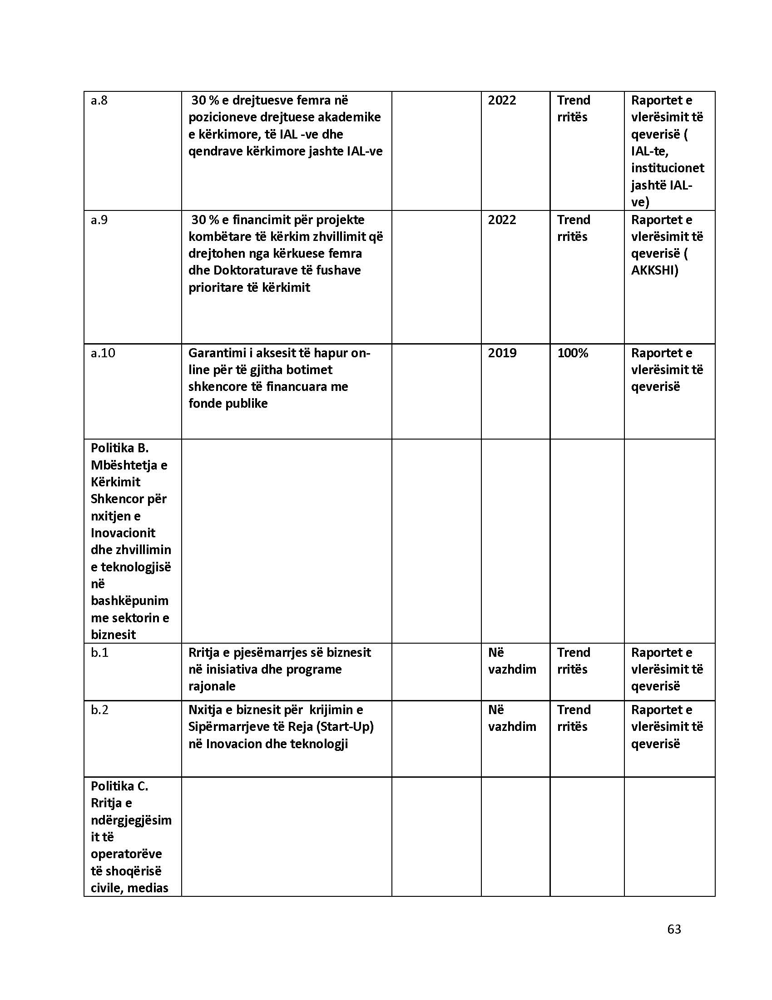 a.8
30 % e drejtuesve femra në
pozicioneve drejtuese akademike
e kërkimore, të IAL -ve dhe
qendrave kërkimore jashte IAL-ve
2022
Trend
rritës
Raportet e
vlerësimit të
qeverisë (
IAL-te,
institucionet
jashtë IAL-
ve)
a.9
30 % e financimit për projekte
kombëtare të kërkim zhvillimit që
drejtohen nga kërkuese femra
dhe Doktoraturave të fushave
prioritare të kërkimit
2022
Trend
rritës
Raportet e
vlerësimit të
qeverisë (
AKKSHI)
a.10
Garantimi i aksesit të hapur on-
line për të gjitha botimet
shkencore të financuara me
fonde publike
2019
100%
Raportet e
vlerësimit të
qeverisë
Politika B.
Mbështetja e
Kërkimit
Shkencor për
nxitjen e
Inovacionit
dhe zhvillimin
e teknologjisë
në
bashkëpunim
me sektorin e
biznesit
b.1
Rritja e pjesëmarrjes së biznesit
në inisiativa dhe programe
rajonale
Në
vazhdim
Trend
rritës
Raportet e
vlerësimit të
qeverisë
b.2
Nxitja e biznesit për  krijimin e
Sipërmarrjeve të Reja (Start-Up)
në Inovacion dhe teknologji
Në
vazhdim
Trend
rritës
Raportet e
vlerësimit të
qeverisë
Politika C.
Rritja e
ndërgjegjësim
it të
operatorëve
të shoqërisë
civile, medias
63